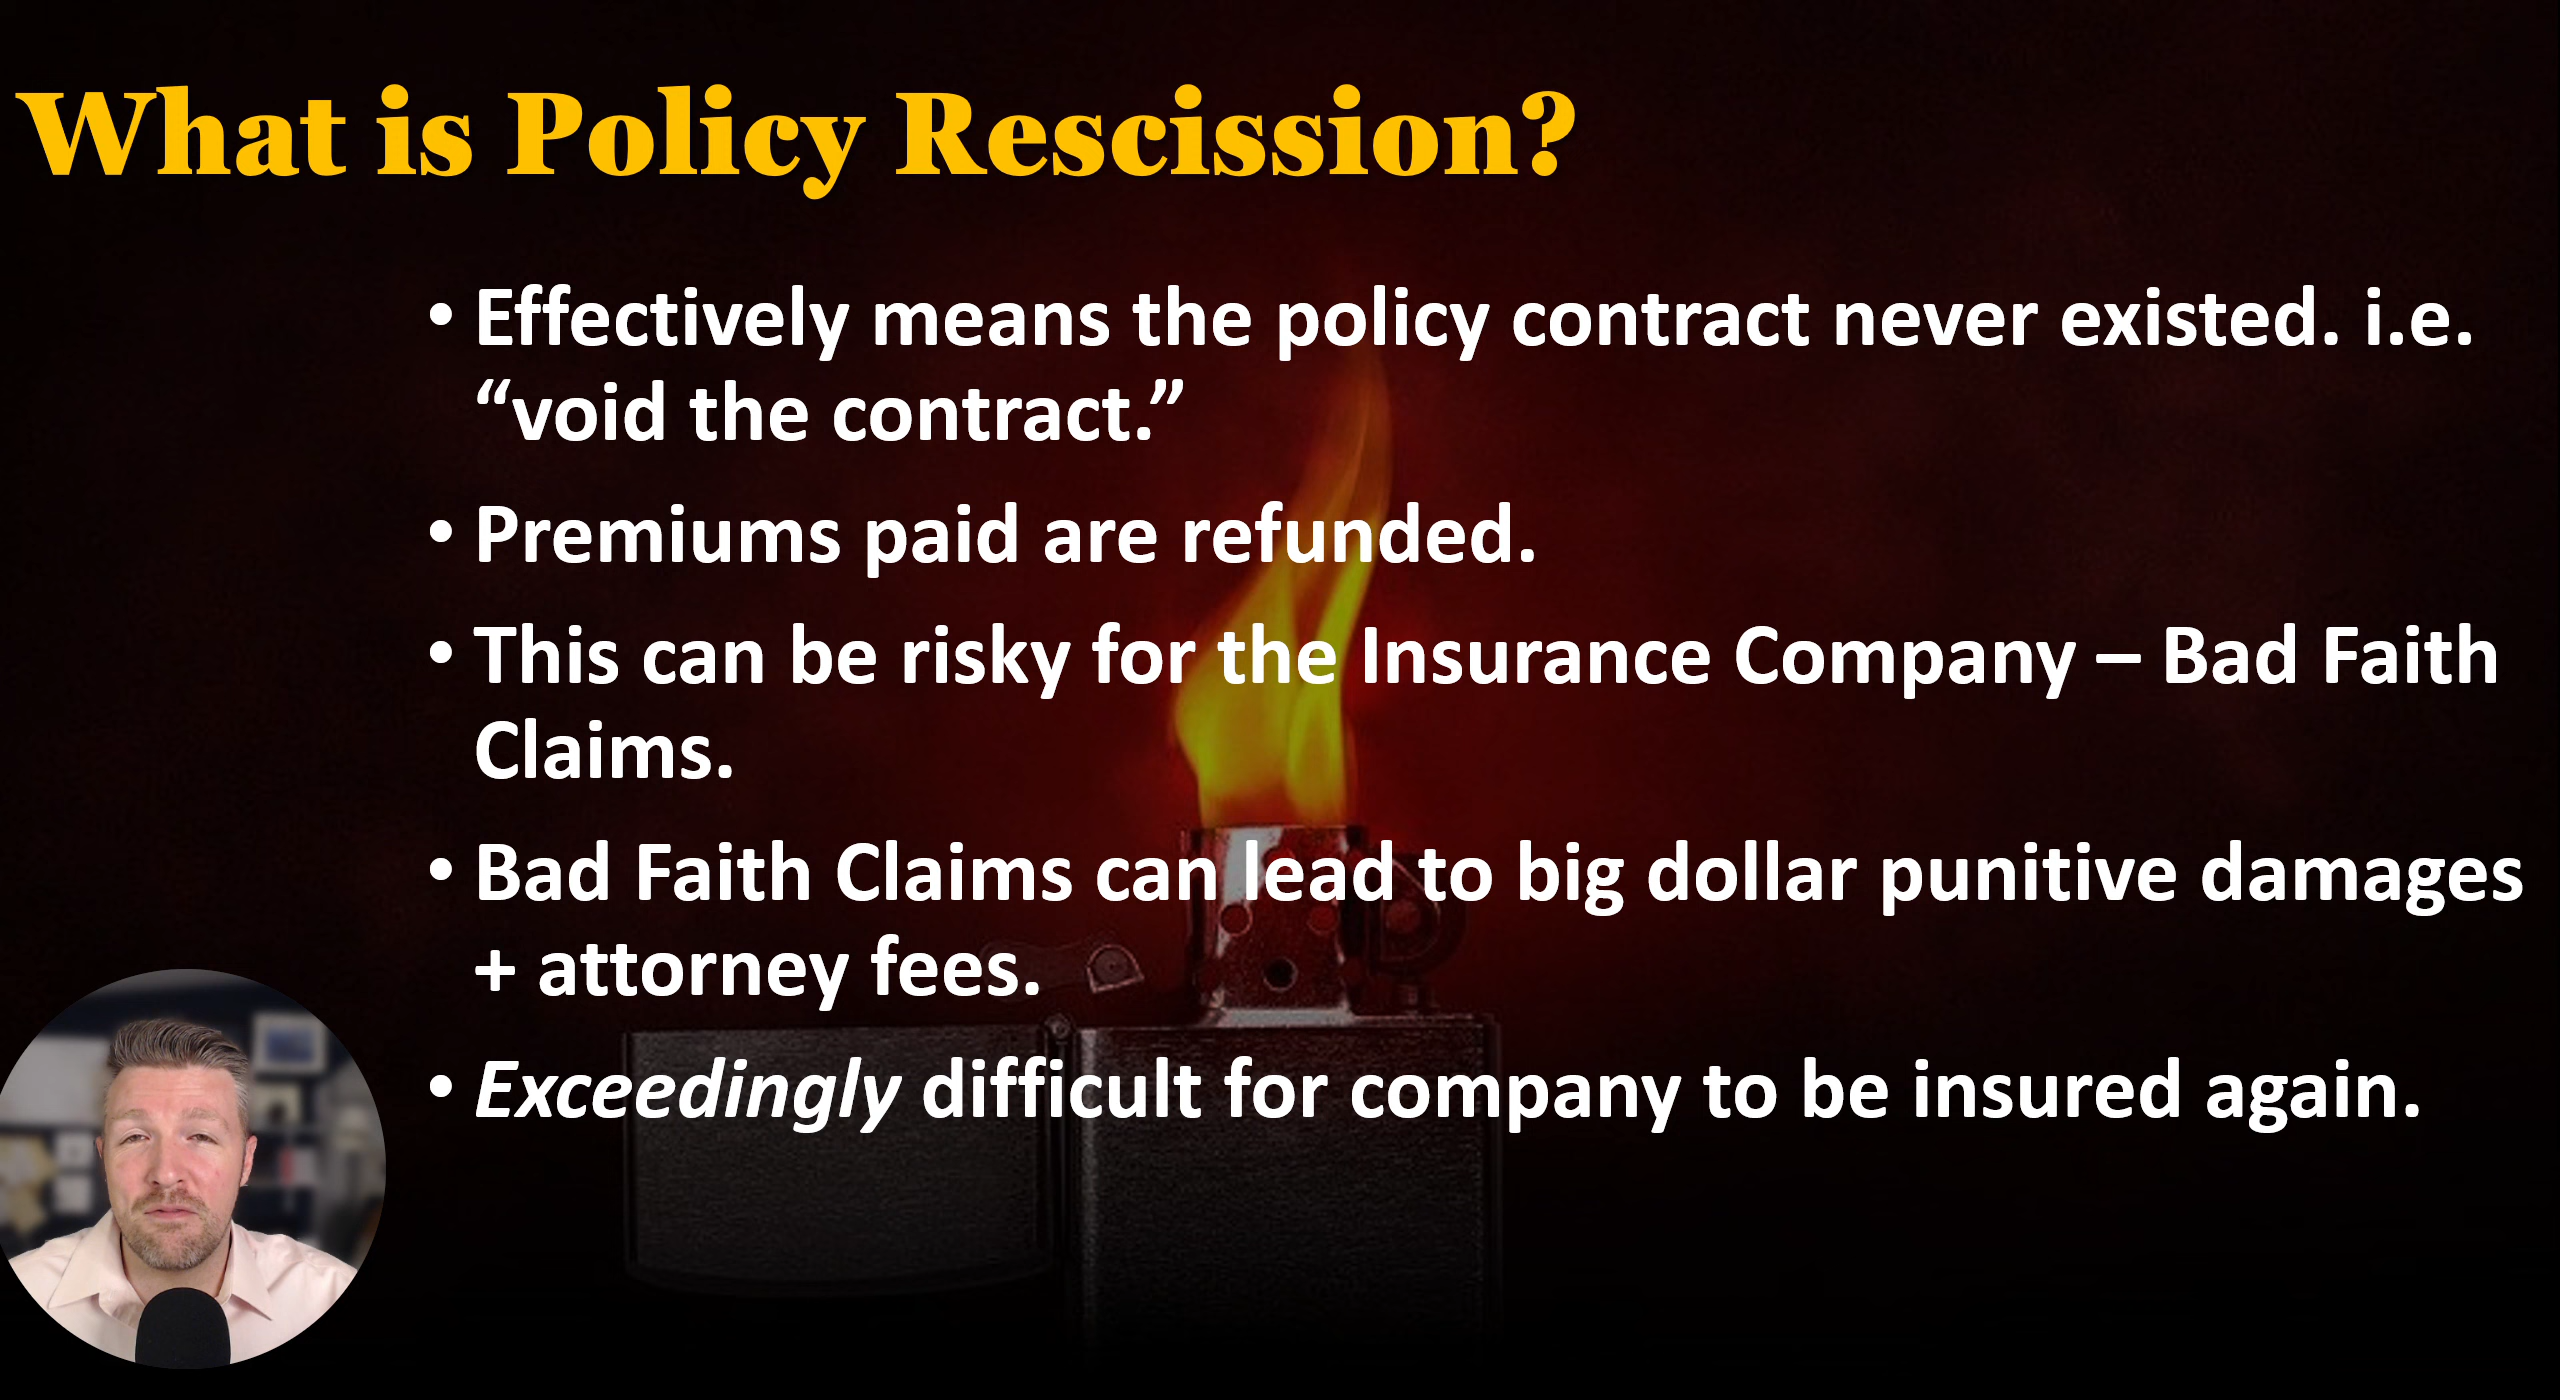 What is Policy Rescission?
• Effectively means the policy contract never existed. i.e.
“void the contract.”
• Premiums paid are refunded.
• This can be risky for the Insurance Company – Bad Faith
Claims.
• Bad Faith Claims can lead to big dollar punitive damages
+ attorney fees.
• Exceedingly difficult for company to be insured again.